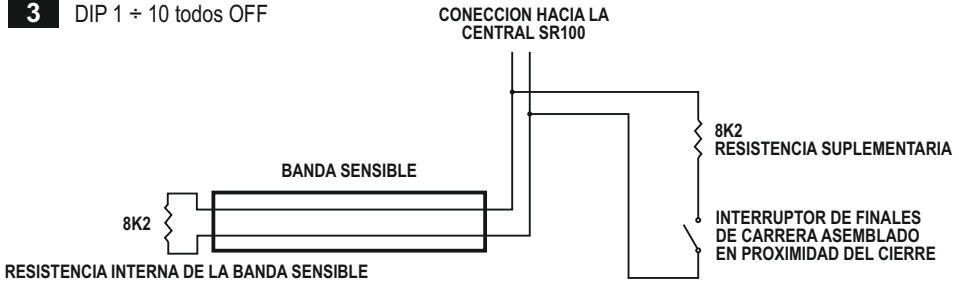 3 DIP 1 ÷ 10 todos OFF
CONECCION HACIA LA
CENTRAL SR100
8K2
RESISTENCIA SUPLEMENTARIA
BANDA SENSIBLE
8K2
INTERRUPTOR DE FINALES
DE CARRERA ASEMBLADO
EN PROXIMIDAD DEL CIERRE
RESISTENCIA INTERNA DE LA BANDA SENSIBLE